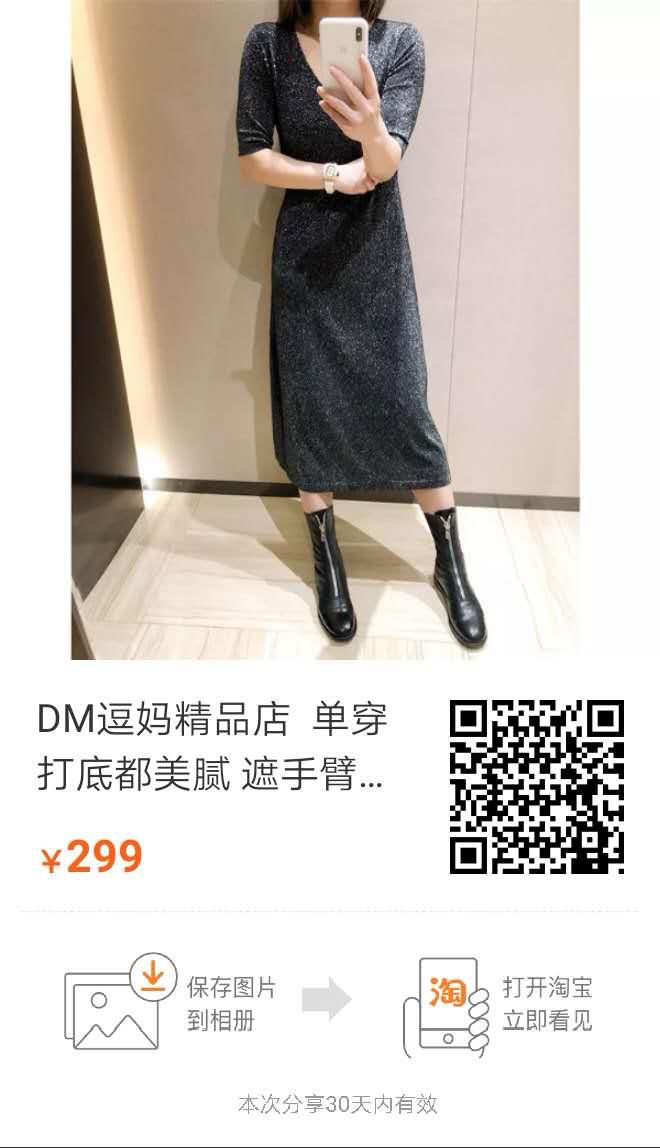 DM逗妈精品店 单穿
打底都美腻 遮手臂...
¥299
保存图片
到相册
淘
打开淘宝
立即看见
本次分享30天内有效